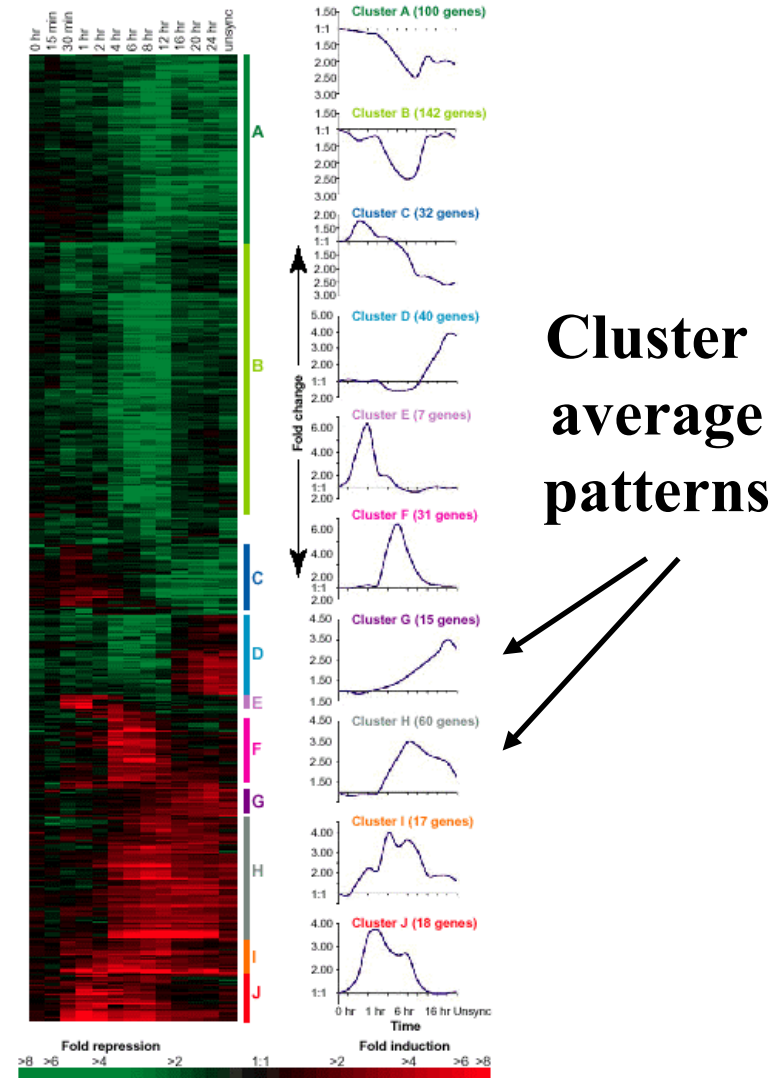 0 hr
15 min
30 min
1 hr
2 hr
4 hr
6 hr
8 hr
12 hr
16 hr
20 hr
24 hr
unsync
A
B
C
D
E
F
G
H
I
J
Fold change
Cluster A (100 genes)
1.50
1:1
1.50
2.00
2.50
3.00
Cluster B (142 genes)
1.50
1:1
1.50
2.00
2.50
3.00
Cluster C (32 genes)
2.00
1.50
1:1
1.50
2.00
2.50
3.00
Cluster D (40 genes)
5.00
4.00
3.00
2.00
1:1
2.00
Cluster E (7 genes)
6.00
4.00
2.00
1:1
2.00
Cluster F (31 genes)
6.00
4.00
2.00
1:1
2.00
Cluster G (15 genes)
4.50
3.50
2.50
1.50
1.50
Cluster H (60 genes)
4.50
3.50
2.50
1.50
Cluster I (17 genes)
4.00
3.00
2.00
1:1
Cluster J (18 genes)
4.00
3.00
2.00
1:1
0 hr 1 hr 6 hr 16 hr Unsync
Time
Cluster
average
patterns
Fold repression Fold induction
>8 >6 >4 >2 1:1 >2 >4 >6 >8